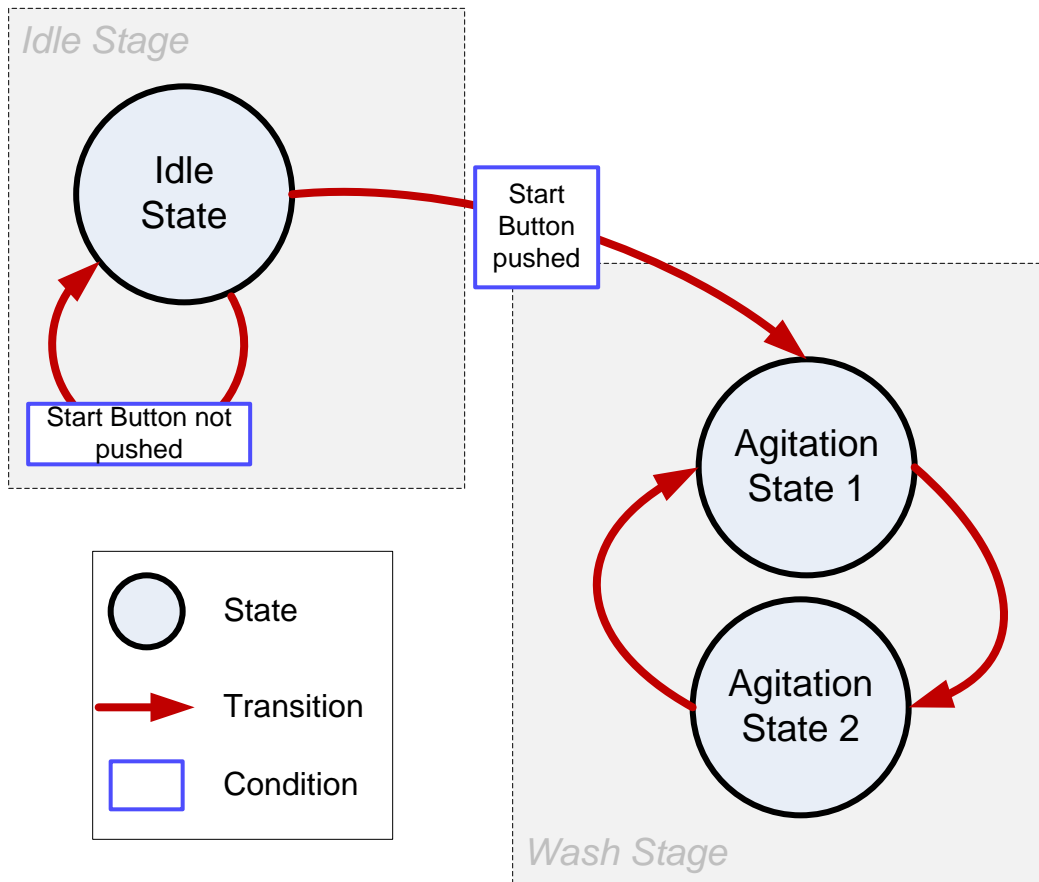 Idle Stage
Idle
State
Start
Button
pushed
Start Button not
pushed
Agitation
State 1
Agitation
State 2
State
Transition
Condition
Wash Stage